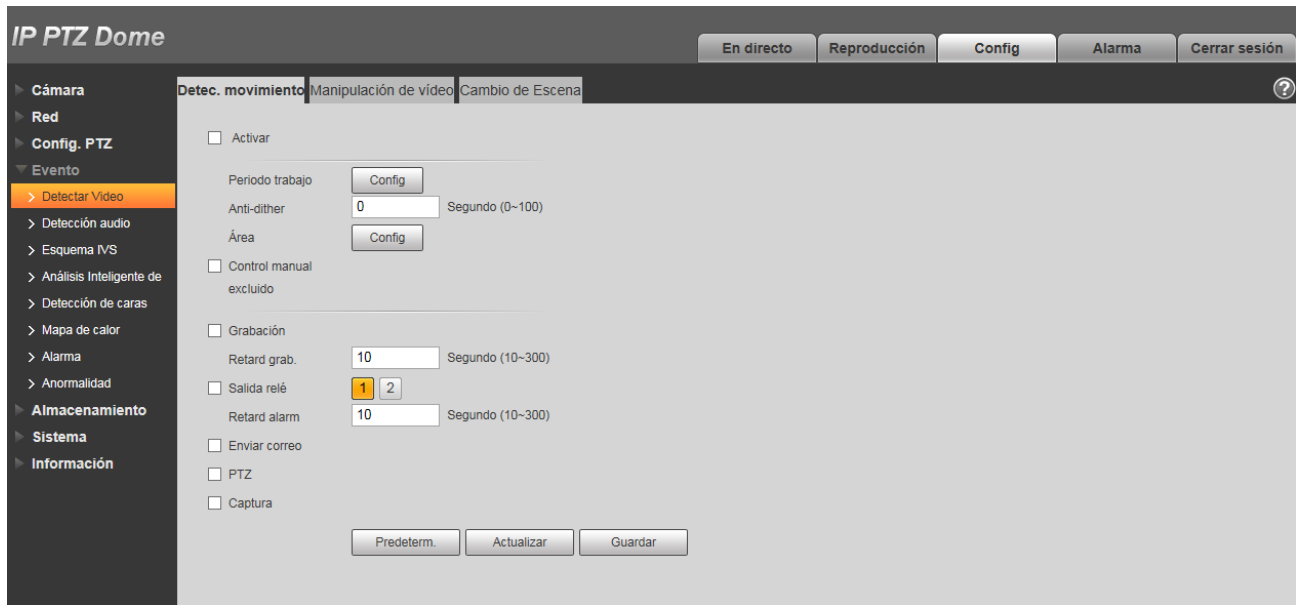 IP PTZ Dome
En directo Reproducción Config Alarma Cerrar sesión
Cámara
Red
Config. PTZ
Evento
Detectar Video
Detección audio
Esquema IVS
Análisis Inteligente de
Detección de caras
Mapa de calor
Alarma
Anormalidad
Almacenamiento
Sistema
Información
Detec. movimiento Manipulación de vídeo Cambio de Escena
?
Activar
Periodo trabajo Config
Anti-dither 0 Segundo (0~100)
Área Config
Control manual
excluido
Grabación
Retard grab. 10 Segundo (10~300)
Salida relé 1 2
Retard alarm 10 Segundo (10~300)
Enviar correo
PTZ
Captura
Predeterm. Actualizar Guardar